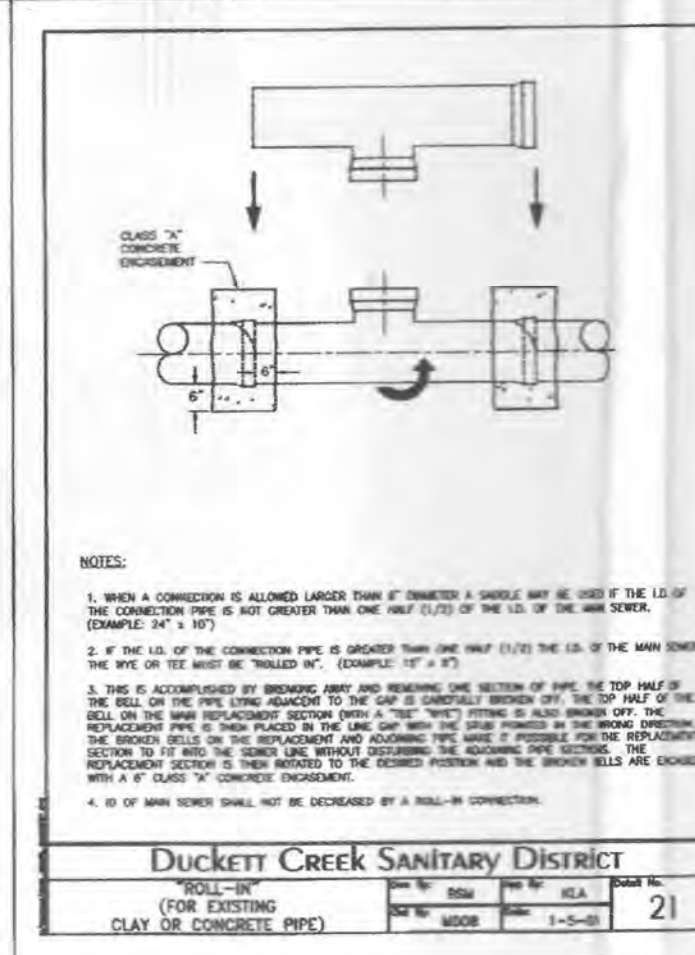 CLASS "A"
CONCRETE
ENCASEMENT
6"
6"
NOTES:
1. WHEN A CONNECTION IS ALLOWED LARGER THAN 8" DIAMETER A SADDLE MAY BE USED IF THE I.D. OF
THE CONNECTION PIPE IS NOT GREATER THAN ONE HALF (1/2) OF THE I.D. OF THE MAIN SEWER.
(EXAMPLE: 24" x 10")
2. IF THE I.D. OF THE CONNECTION PIPE IS GREATER THAN ONE HALF (1/2) THE I.D. OF THE MAIN SEWER
THE WYE OR TEE MUST BE "ROLLED IN". (EXAMPLE: 15" x 8")
3. THIS IS ACCOMPLISHED BY BREAKING AWAY AND REMOVING ONE SECTION OF PIPE. THE TOP HALF OF
THE BELL ON THE PIPE LYING ADJACENT TO THE GAP IS CAREFULLY BROKEN OFF. THE TOP HALF OF THE
BELL ON THE MAIN REPLACEMENT SECTION (WITH A "TEE" "WYE") FITTING IS ALSO BROKEN OFF. THE
REPLACEMENT PIPE IS THEN PLACED IN THE LINE GAP WITH THE STUB POINTED IN THE WRONG DIRECTION.
THE BROKEN BELLS ON THE REPLACEMENT AND ADJOINING PIPE MAKE IT POSSIBLE FOR THE REPLACEMENT
SECTION TO FIT INTO THE SEWER LINE WITHOUT DISTURBING THE ADJOINING PIPE SECTIONS. THE
REPLACEMENT SECTION IS THEN ROTATED TO THE DESIRED POSITION AND THE BROKEN BELLS ARE ENCASED
WITH A 6" CLASS "A" CONCRETE ENCASEMENT.
4. ID OF MAIN SEWER SHALL NOT BE DECREASED BY A ROLL-IN CONNECTION.
DUCKETT CREEK SANITARY DISTRICT
"ROLL-IN"
(FOR EXISTING
CLAY OR CONCRETE PIPE)
RSW
KLA
1-5-01
Detail No.
21